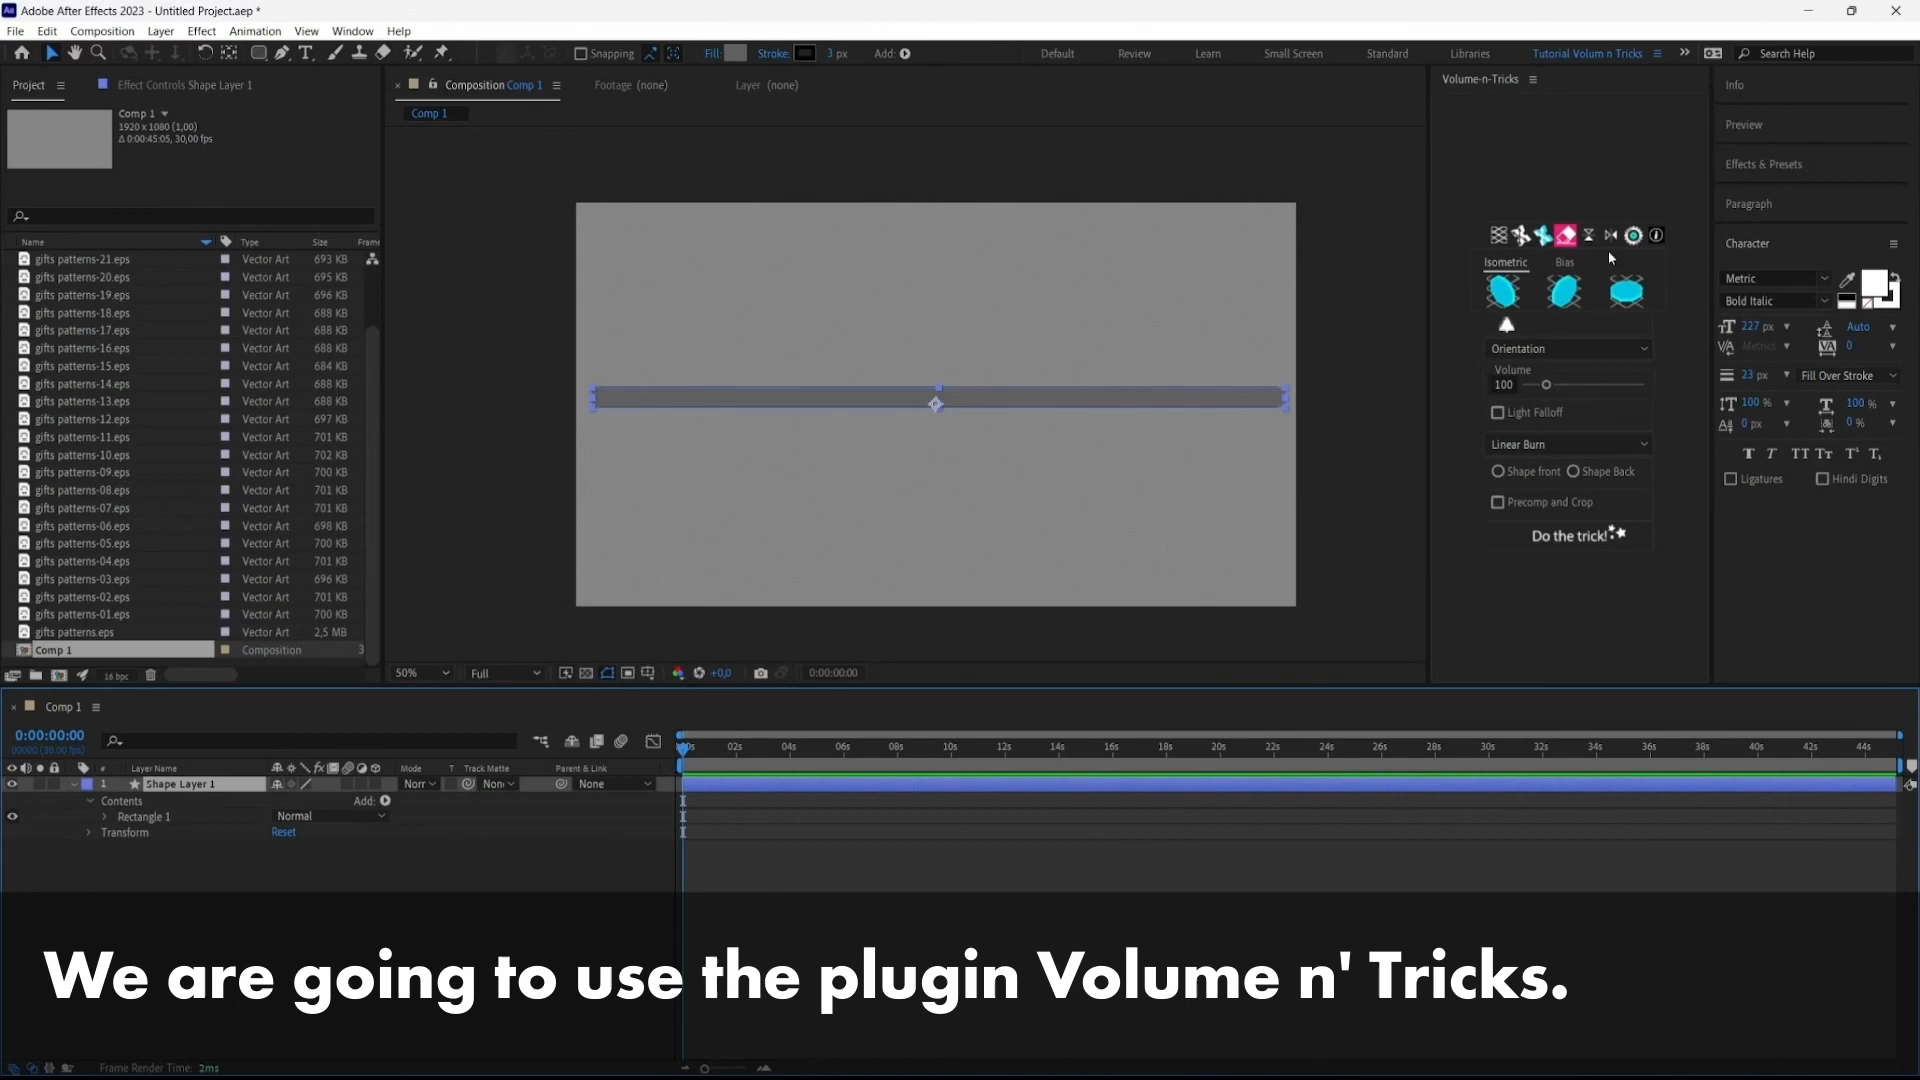 Adobe After Effects 2023 - Untitled Project.aep *
File Edit Composition Layer Effect Animation View Window Help
Snapping Fill: Stroke: 3 px Add: Default Review Learn Small Screen Standard Libraries Tutorial Volum n Tricks Search Help
Project Effect Controls Shape Layer 1
Comp 1
1920 x 1080 (1,00)
Δ 0:00:45:05, 30,00 fps
Name Type Size Frame
gifts patterns-21.eps Vector Art 693 KB
gifts patterns-20.eps Vector Art 695 KB
gifts patterns-19.eps Vector Art 696 KB
gifts patterns-18.eps Vector Art 688 KB
gifts patterns-17.eps Vector Art 688 KB
gifts patterns-16.eps Vector Art 688 KB
gifts patterns-15.eps Vector Art 684 KB
gifts patterns-14.eps Vector Art 688 KB
gifts patterns-13.eps Vector Art 688 KB
gifts patterns-12.eps Vector Art 697 KB
gifts patterns-11.eps Vector Art 701 KB
gifts patterns-10.eps Vector Art 702 KB
gifts patterns-09.eps Vector Art 700 KB
gifts patterns-08.eps Vector Art 701 KB
gifts patterns-07.eps Vector Art 701 KB
gifts patterns-06.eps Vector Art 698 KB
gifts patterns-05.eps Vector Art 700 KB
gifts patterns-04.eps Vector Art 701 KB
gifts patterns-03.eps Vector Art 696 KB
gifts patterns-02.eps Vector Art 701 KB
gifts patterns-01.eps Vector Art 700 KB
gifts patterns.eps Vector Art 2,5 MB
Comp 1 Composition 3
16 bpc
Composition Comp 1 Footage (none) Layer (none)
Comp 1
50% Full +0,0 0:00:00:00
Volume-n-Tricks
Isometric Bias
Orientation
Volume
100
Light Falloff
Linear Burn
Shape front Shape Back
Precomp and Crop
Do the trick!
Info
Preview
Effects & Presets
Paragraph
Character
Metric
Bold Italic
227 px Auto
Metrics 0
23 px Fill Over Stroke
100 % 100 %
0 px 0 %
T T TT Tr T¹ T,
Ligatures Hindi Digits
Comp 1
0:00:00:00
00000 (30.00 fps)
02s 04s 06s 08s 10s 12s 14s 16s 18s 20s 22s 24s 26s 28s 30s 32s 34s 36s 38s 40s 42s 44s
# Layer Name Mode T Track Matte Parent & Link
1 Shape Layer 1 Norr Non None
Contents Add:
Rectangle 1 Normal
Transform Reset
We are going to use the plugin Volume n' Tricks.
Frame Render Time: 2ms